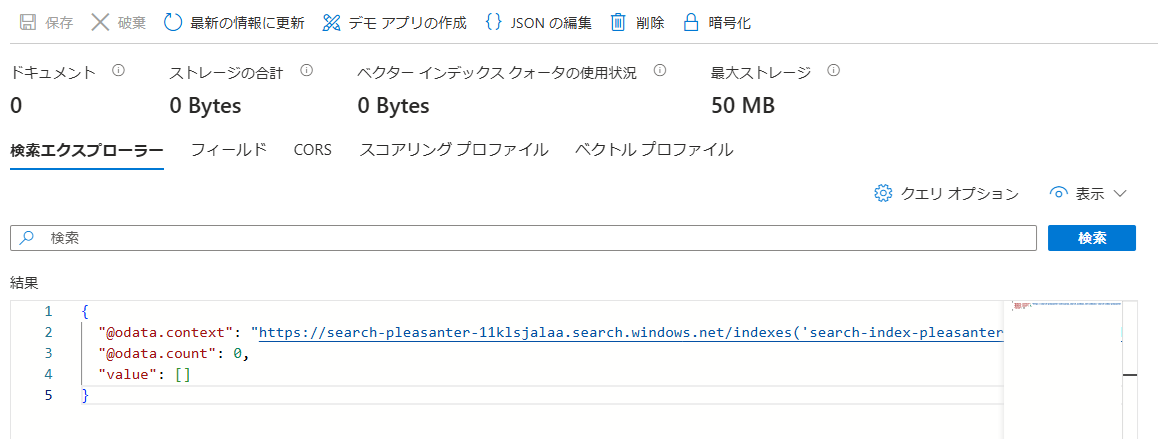 保存 破棄 最新の情報に更新 デモ アプリの作成 {} JSON の編集 削除 暗号化
ドキュメント ストレージの合計 ベクター インデックス クォータの使用状況 最大ストレージ
0 0 Bytes 0 Bytes 50 MB
検索エクスプローラー フィールド CORS スコアリング プロファイル ベクトル プロファイル
クエリ オプション 表示
検索 検索
結果
1 {
2 "@odata.context": "https://search-pleasanter-11klsjalaa.search.windows.net/indexes('search-index-pleasanter
3 "@odata.count": 0,
4 "value": []
5 }